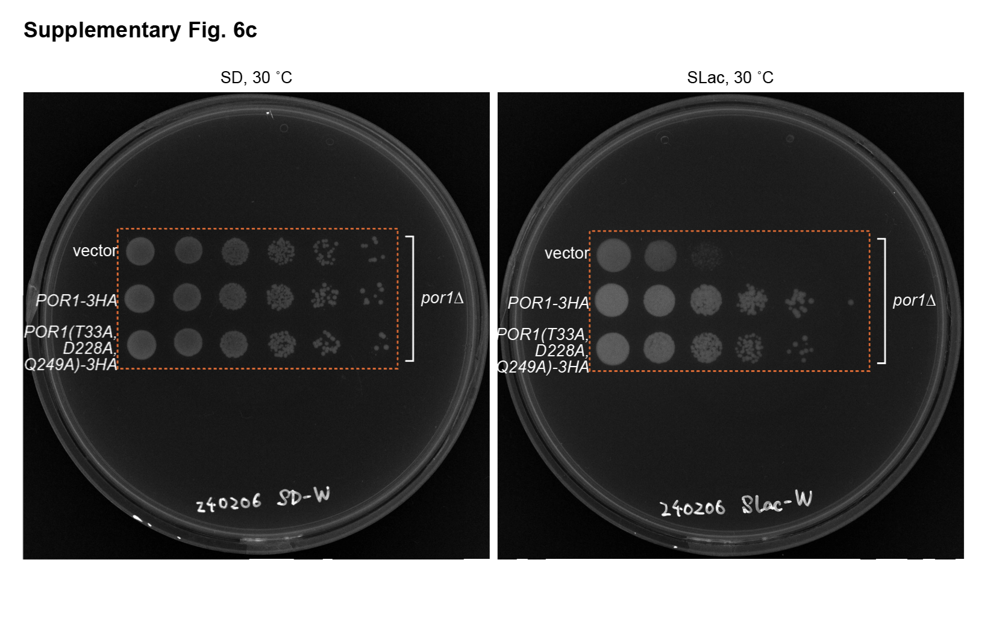 Supplementary Fig. 6c
SD, 30 ˚C
vector
POR1-3HA
POR1(T33A,
D228A,
Q249A)-3HA
por1Δ
240206 SD-W
SLac, 30 ˚C
vector
POR1-3HA
POR1(T33A,
D228A,
Q249A)-3HA
por1Δ
240206 SLac-W